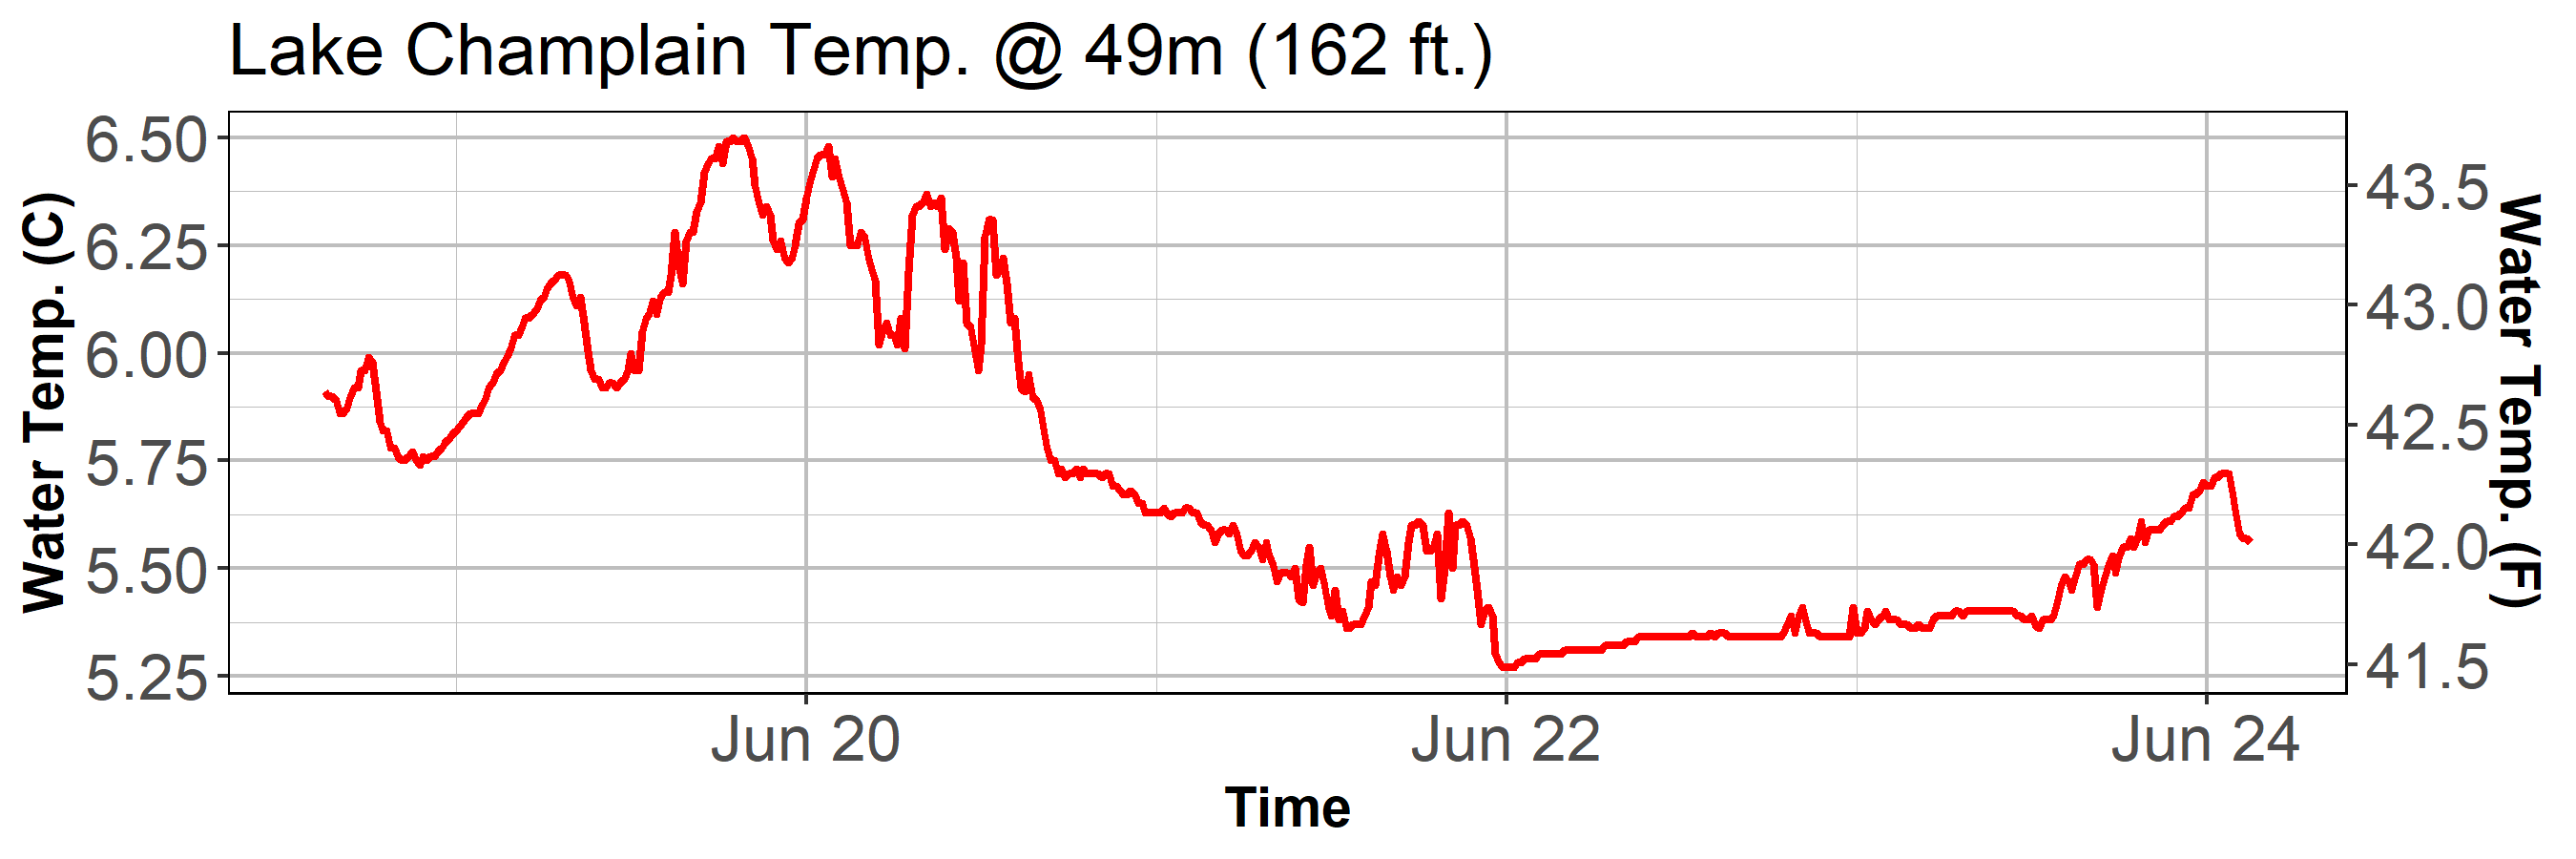 Lake Champlain Temp. @ 49m (162 ft.)
Water Temp. (C)
6.50
6.25
6.00
5.75
5.50
5.25
43.5
43.0
42.5
42.0
41.5
Water Temp. (F)
Jun 20
Jun 22
Jun 24
Time